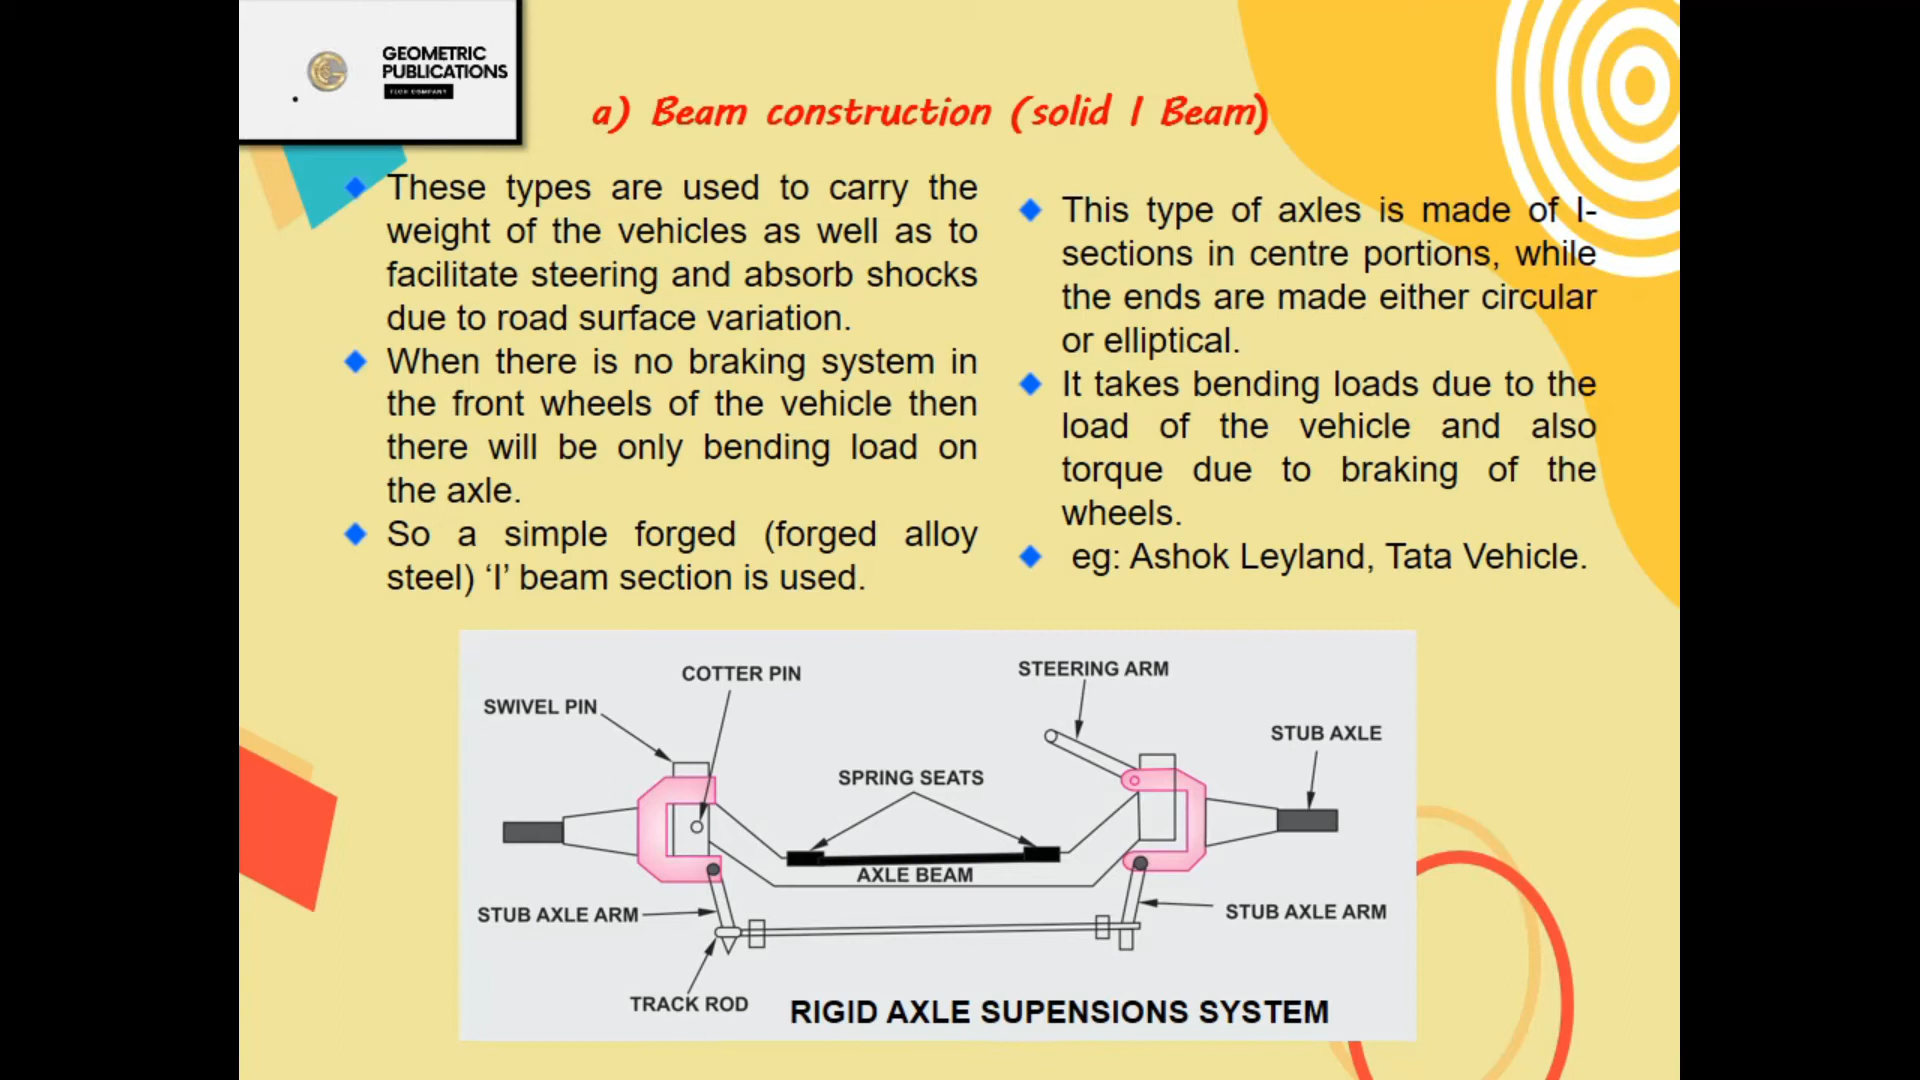 GEOMETRIC
PUBLICATIONS
TECH COMPANY
a) Beam construction (solid I Beam)
These types are used to carry the
weight of the vehicles as well as to
facilitate steering and absorb shocks
due to road surface variation.
When there is no braking system in
the front wheels of the vehicle then
there will be only bending load on
the axle.
So a simple forged (forged alloy
steel) ‘I’ beam section is used.
This type of axles is made of I-
sections in centre portions, while
the ends are made either circular
or elliptical.
It takes bending loads due to the
load of the vehicle and also
torque due to braking of the
wheels.
eg: Ashok Leyland, Tata Vehicle.
COTTER PIN
STEERING ARM
SWIVEL PIN
STUB AXLE
SPRING SEATS
AXLE BEAM
STUB AXLE ARM
STUB AXLE ARM
TRACK ROD
RIGID AXLE SUPENSIONS SYSTEM